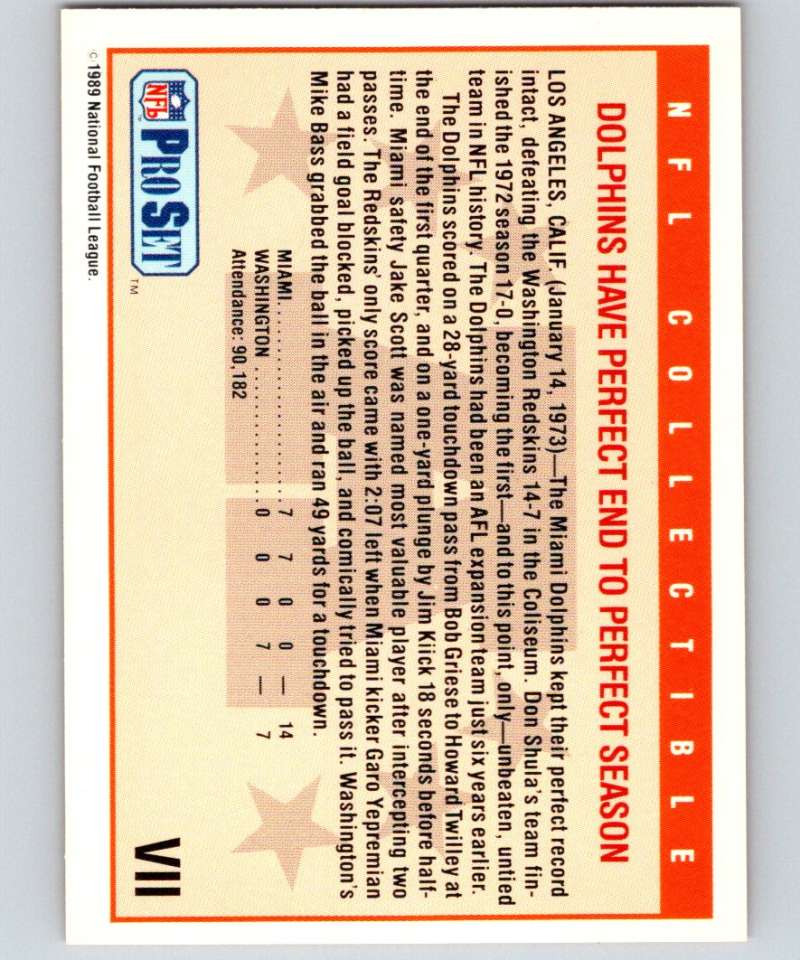 NFL COLLECTIBLE
DOLPHINS HAVE PERFECT END TO PERFECT SEASON
LOS ANGELES, CALIF. (January 14, 1973)—The Miami Dolphins kept their perfect record
intact, defeating the Washington Redskins 14-7 in the Coliseum. Don Shula's team fin-
ished the 1972 season 17-0, becoming the first—and to this point, only—unbeaten, untied
team in NFL history. The Dolphins had been an AFL expansion team just six years earlier.
The Dolphins scored on a 28-yard touchdown pass from Bob Griese to Howard Twilley at
the end of the first quarter, and on a one-yard plunge by Jim Kiick 18 seconds before half-
time. Miami safety Jake Scott was named most valuable player after intercepting two
passes. The Redskins' only score came with 2:07 left when Miami kicker Garo Yepremian
had a field goal blocked, picked up the ball, and comically tried to pass it. Washington's
Mike Bass grabbed the ball in the air and ran 49 yards for a touchdown.
MIAMI....................7 7 0 0 — 14
WASHINGTON ..............0 0 0 7 — 7
Attendance: 90,182
NFL PRO SET ™
VII
© 1989 National Football League.